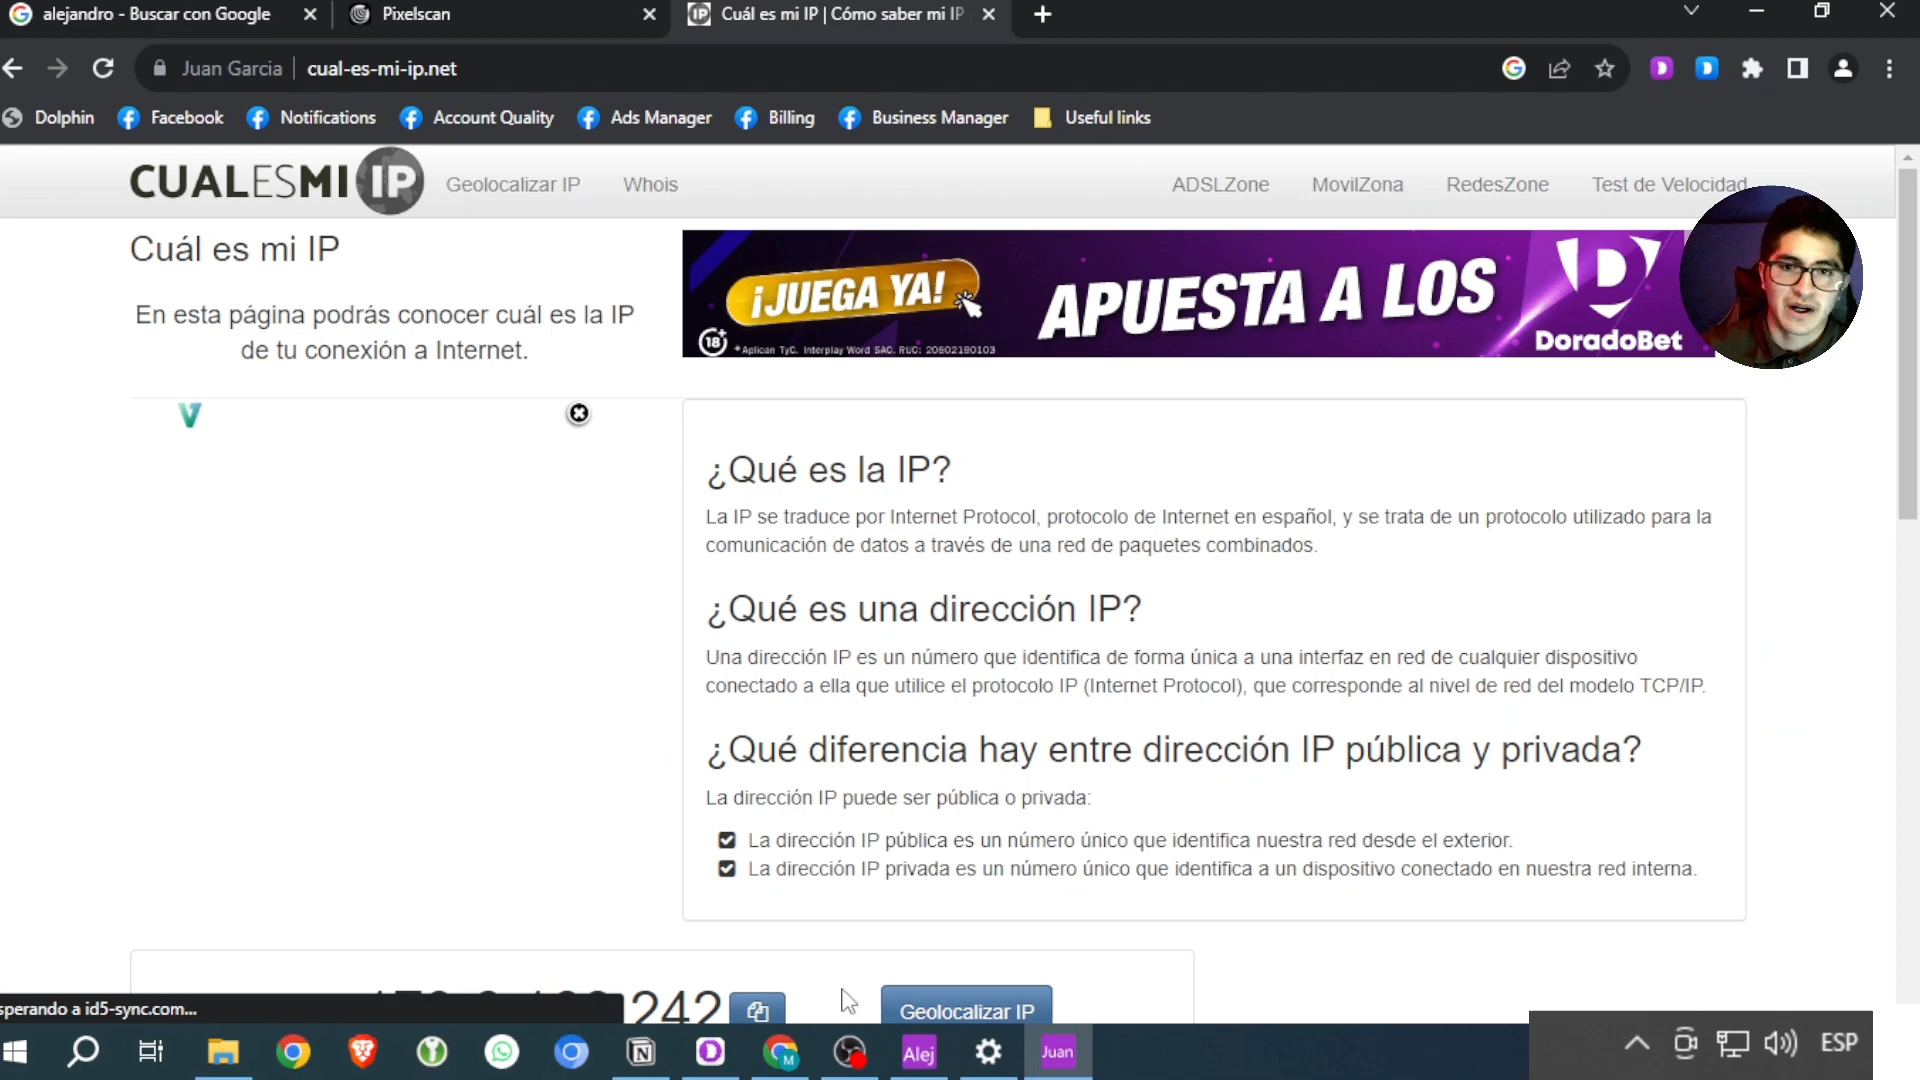 alejandro - Buscar con Google
Pixelscan
Cuál es mi IP | Cómo saber mi IP
Juan Garcia
cual-es-mi-ip.net
Dolphin
Facebook
Notifications
Account Quality
Ads Manager
Billing
Business Manager
Useful links
CUALESMI IP
Geolocalizar IP
Whois
ADSLZone
MovilZona
RedesZone
Test de Velocidad
Cuál es mi IP
En esta página podrás conocer cuál es la IP
de tu conexión a Internet.
¡JUEGA YA!
18+
*Aplican TyC. Interplay Word SAC. RUC: 20602190103
APUESTA A LOS
DoradoBet
¿Qué es la IP?
La IP se traduce por Internet Protocol, protocolo de Internet en español, y se trata de un protocolo utilizado para la
comunicación de datos a través de una red de paquetes combinados.
¿Qué es una dirección IP?
Una dirección IP es un número que identifica de forma única a una interfaz en red de cualquier dispositivo
conectado a ella que utilice el protocolo IP (Internet Protocol), que corresponde al nivel de red del modelo TCP/IP.
¿Qué diferencia hay entre dirección IP pública y privada?
La dirección IP puede ser pública o privada:
La dirección IP pública es un número único que identifica nuestra red desde el exterior.
La dirección IP privada es un número único que identifica a un dispositivo conectado en nuestra red interna.
242
Geolocalizar IP
sperando a id5-sync.com...
Alej
Juan
ESP